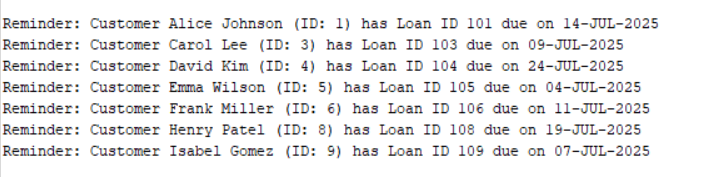 Reminder: Customer Alice Johnson (ID: 1) has Loan ID 101 due on 14-JUL-2025
Reminder: Customer Carol Lee (ID: 3) has Loan ID 103 due on 09-JUL-2025
Reminder: Customer David Kim (ID: 4) has Loan ID 104 due on 24-JUL-2025
Reminder: Customer Emma Wilson (ID: 5) has Loan ID 105 due on 04-JUL-2025
Reminder: Customer Frank Miller (ID: 6) has Loan ID 106 due on 11-JUL-2025
Reminder: Customer Henry Patel (ID: 8) has Loan ID 108 due on 19-JUL-2025
Reminder: Customer Isabel Gomez (ID: 9) has Loan ID 109 due on 07-JUL-2025